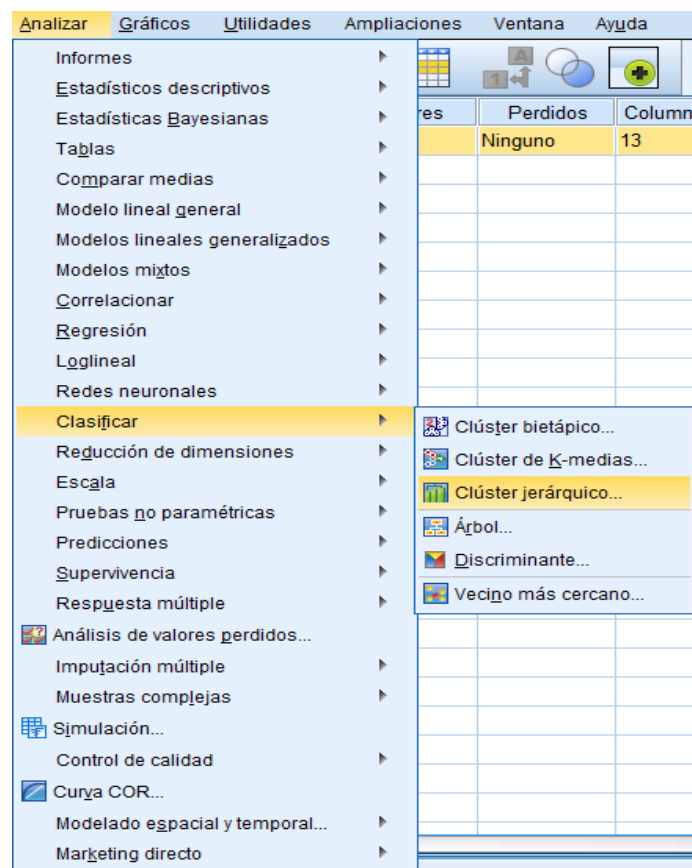 Analizar Gráficos Utilidades Ampliaciones Ventana Ayuda
Informes
Estadísticos descriptivos
Estadísticas Bayesianas
Tablas
Comparar medias
Modelo lineal general
Modelos lineales generalizados
Modelos mixtos
Correlacionar
Regresión
Loglineal
Redes neuronales
Clasificar
Reducción de dimensiones
Escala
Pruebas no paramétricas
Predicciones
Supervivencia
Respuesta múltiple
Análisis de valores perdidos...
Imputación múltiple
Muestras complejas
Simulación...
Control de calidad
Curva COR...
Modelado espacial y temporal...
Marketing directo
A
1
res Perdidos Column
Ninguno 13
Clúster bietápico...
Clúster de K-medias...
Clúster jerárquico...
Árbol...
Discriminante...
Vecino más cercano...